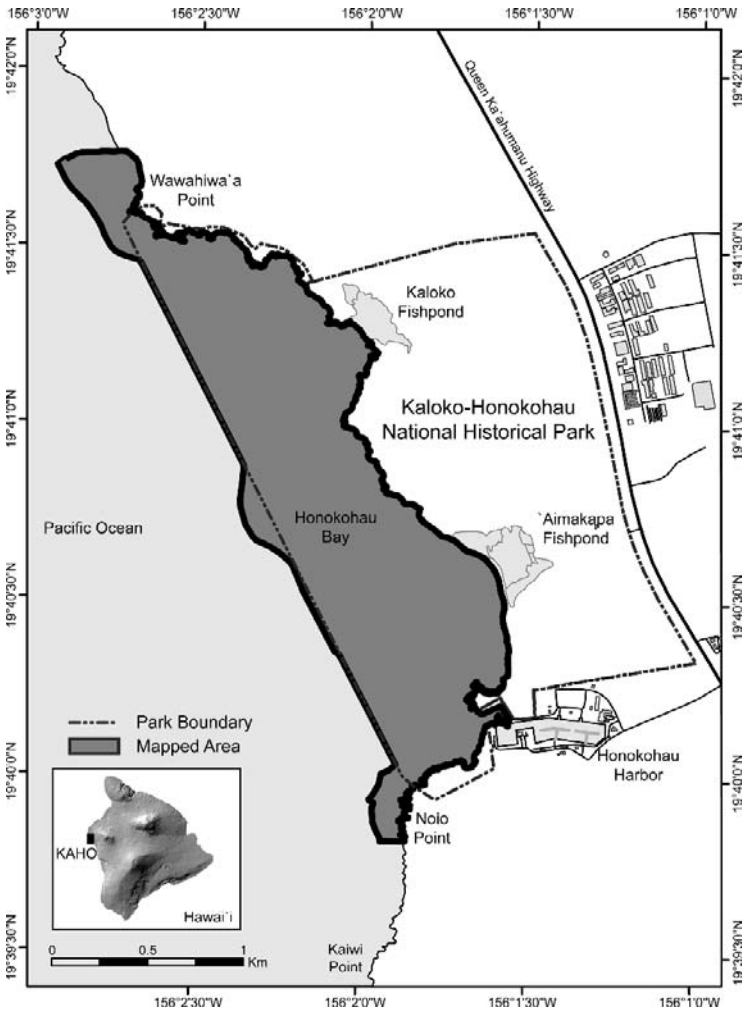 156°3'0"W
156°2'30"W
156°2'0"W
156°1'30"W
156°1'0"W
19°42'0"N
19°42'0"N
Queen Ka`ahumanu Highway
Wawahiwa`a
Point
19°41'30"N
19°41'30"N
Kaloko
Fishpond
Kaloko-Honokohau
National Historical Park
19°41'0"N
19°41'0"N
Pacific Ocean
Honokohau
Bay
`Aimakapa
Fishpond
19°40'30"N
19°40'30"N
Park Boundary
Mapped Area
Honokohau
Harbor
19°40'0"N
19°40'0"N
Noio
Point
KAHO
Hawai`i
0 0.5 1
Km
Kaiwi
Point
19°39'30"N
19°39'30"N
156°2'30"W
156°2'0"W
156°1'30"W
156°1'0"W